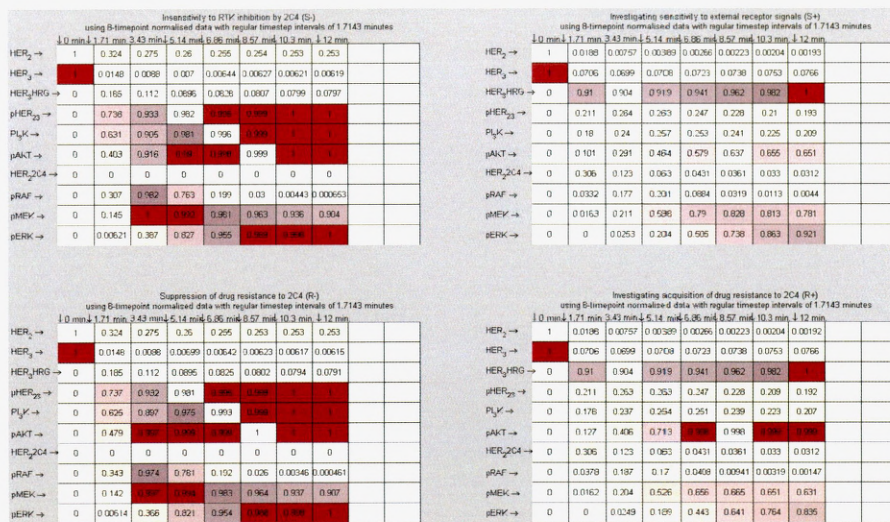 Insensitivity to RTK inhibition by 2C4 (S-)
using 8-timepoint normalised data with regular timestep intervals of 1.7143 minutes
↓0 min↓ 1.71 min↓ 3.43 min↓ 5.14 min↓ 6.86 min↓ 8.57 min↓ 10.3 min↓ 12 min
HER2 → 1 0.324 0.275 0.26 0.255 0.254 0.253 0.253
HER3 → 0.0148 0.0088 0.007 0.00644 0.00627 0.00621 0.00619
HER3HRG → 0 0.185 0.112 0.0896 0.0828 0.0807 0.0799 0.0797
pHER23 → 0 0.738 0.933 0.982 1 1
PI3K → 0 0.631 0.905 0.981 0.996 0.999 1 1
pAKT → 0 0.403 0.916 0.999 1 1
HER22C4 → 0 0 0 0 0 0 0 0
pRAF → 0 0.307 0.982 0.763 0.199 0.03 0.00443 0.000653
pMEK → 0 0.145 1 0.981 0.963 0.936 0.904
pERK → 0 0.00621 0.387 0.827 0.955 1
Investigating sensitivity to external receptor signals (S+)
using 8-timepoint normalised data with regular timestep intervals of 1.7143 minutes
↓0 min↓ 1.71 min↓ 3.43 min↓ 5.14 min↓ 6.86 min↓ 8.57 min↓ 10.3 min↓ 12 min
HER2 → 1 0.0188 0.00757 0.00389 0.00266 0.00223 0.00204 0.00193
HER3 → 0.0706 0.0699 0.0708 0.0723 0.0738 0.0753 0.0766
HER3HRG → 0 0.91 0.904 0.919 0.941 0.962 0.982 1
pHER23 → 0 0.211 0.264 0.263 0.247 0.228 0.21 0.193
PI3K → 0 0.18 0.24 0.257 0.253 0.241 0.225 0.209
pAKT → 0 0.101 0.291 0.464 0.579 0.637 0.655 0.651
HER22C4 → 0 0.306 0.123 0.063 0.0431 0.0361 0.033 0.0312
pRAF → 0 0.0332 0.177 0.201 0.0884 0.0319 0.0113 0.0044
pMEK → 0 0.0163 0.211 0.598 0.79 0.828 0.813 0.781
pERK → 0 0 0.0253 0.204 0.505 0.738 0.863 0.921
Suppression of drug resistance to 2C4 (R-)
using 8-timepoint normalised data with regular timestep intervals of 1.7143 minutes
↓0 min↓ 1.71 min↓ 3.43 min↓ 5.14 min↓ 6.86 min↓ 8.57 min↓ 10.3 min↓ 12 min
HER2 → 1 0.324 0.275 0.26 0.255 0.253 0.253 0.253
HER3 → 0.0148 0.0088 0.00699 0.00642 0.00623 0.00617 0.00615
HER3HRG → 0 0.185 0.112 0.0895 0.0825 0.0802 0.0794 0.0791
pHER23 → 0 0.737 0.932 0.981 1 1
PI3K → 0 0.626 0.897 0.975 0.993 1 1
pAKT → 0 0.479 1
HER22C4 → 0 0 0 0 0 0 0 0
pRAF → 0 0.343 0.974 0.781 0.192 0.026 0.00346 0.000461
pMEK → 0 0.142 0.983 0.964 0.937 0.907
pERK → 0 0.00614 0.366 0.821 0.954 1
Investigating acquisition of drug resistance to 2C4 (R+)
using 8-timepoint normalised data with regular timestep intervals of 1.7143 minutes
↓0 min↓ 1.71 min↓ 3.43 min↓ 5.14 min↓ 6.86 min↓ 8.57 min↓ 10.3 min↓ 12 min
HER2 → 1 0.0186 0.00757 0.00389 0.00266 0.00223 0.00204 0.00192
HER3 → 0.0706 0.0699 0.0708 0.0723 0.0738 0.0753 0.0766
HER3HRG → 0 0.91 0.904 0.919 0.941 0.962 0.982 1
pHER23 → 0 0.211 0.263 0.263 0.247 0.228 0.209 0.192
PI3K → 0 0.178 0.237 0.254 0.251 0.239 0.223 0.207
pAKT → 0 0.127 0.406 0.713 0.998
HER22C4 → 0 0.306 0.123 0.063 0.0431 0.0361 0.033 0.0312
pRAF → 0 0.0378 0.187 0.17 0.0408 0.00941 0.00319 0.00147
pMEK → 0 0.0162 0.204 0.526 0.656 0.665 0.651 0.631
pERK → 0 0 0.0249 0.189 0.443 0.641 0.764 0.835